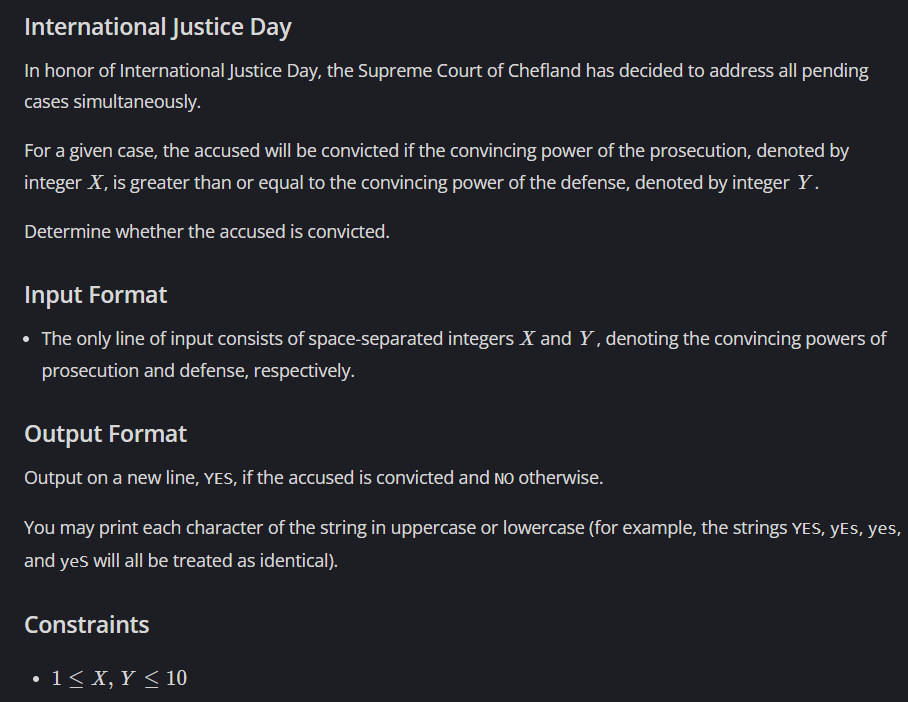 International Justice Day
In honor of International Justice Day, the Supreme Court of Chefland has decided to address all pending
cases simultaneously.
For a given case, the accused will be convicted if the convincing power of the prosecution, denoted by
integer X, is greater than or equal to the convincing power of the defense, denoted by integer Y.
Determine whether the accused is convicted.
Input Format
• The only line of input consists of space-separated integers X and Y, denoting the convincing powers of
prosecution and defense, respectively.
Output Format
Output on a new line, YES, if the accused is convicted and NO otherwise.
You may print each character of the string in uppercase or lowercase (for example, the strings YES, yEs, yes,
and yeS will all be treated as identical).
Constraints
• 1 ≤ X, Y ≤ 10